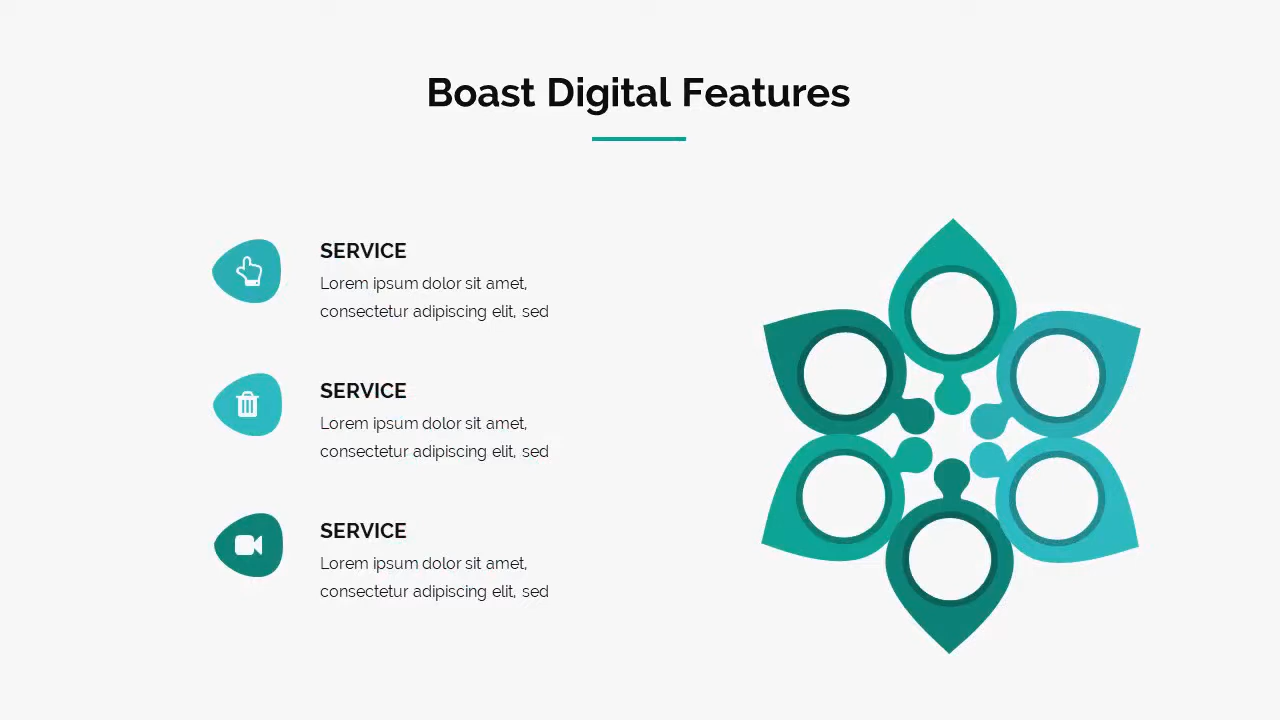 Boast Digital Features
SERVICE
Lorem ipsum dolor sit amet,
consectetur adipiscing elit, sed
SERVICE
Lorem ipsum dolor sit amet,
consectetur adipiscing elit, sed
SERVICE
Lorem ipsum dolor sit amet,
consectetur adipiscing elit, sed